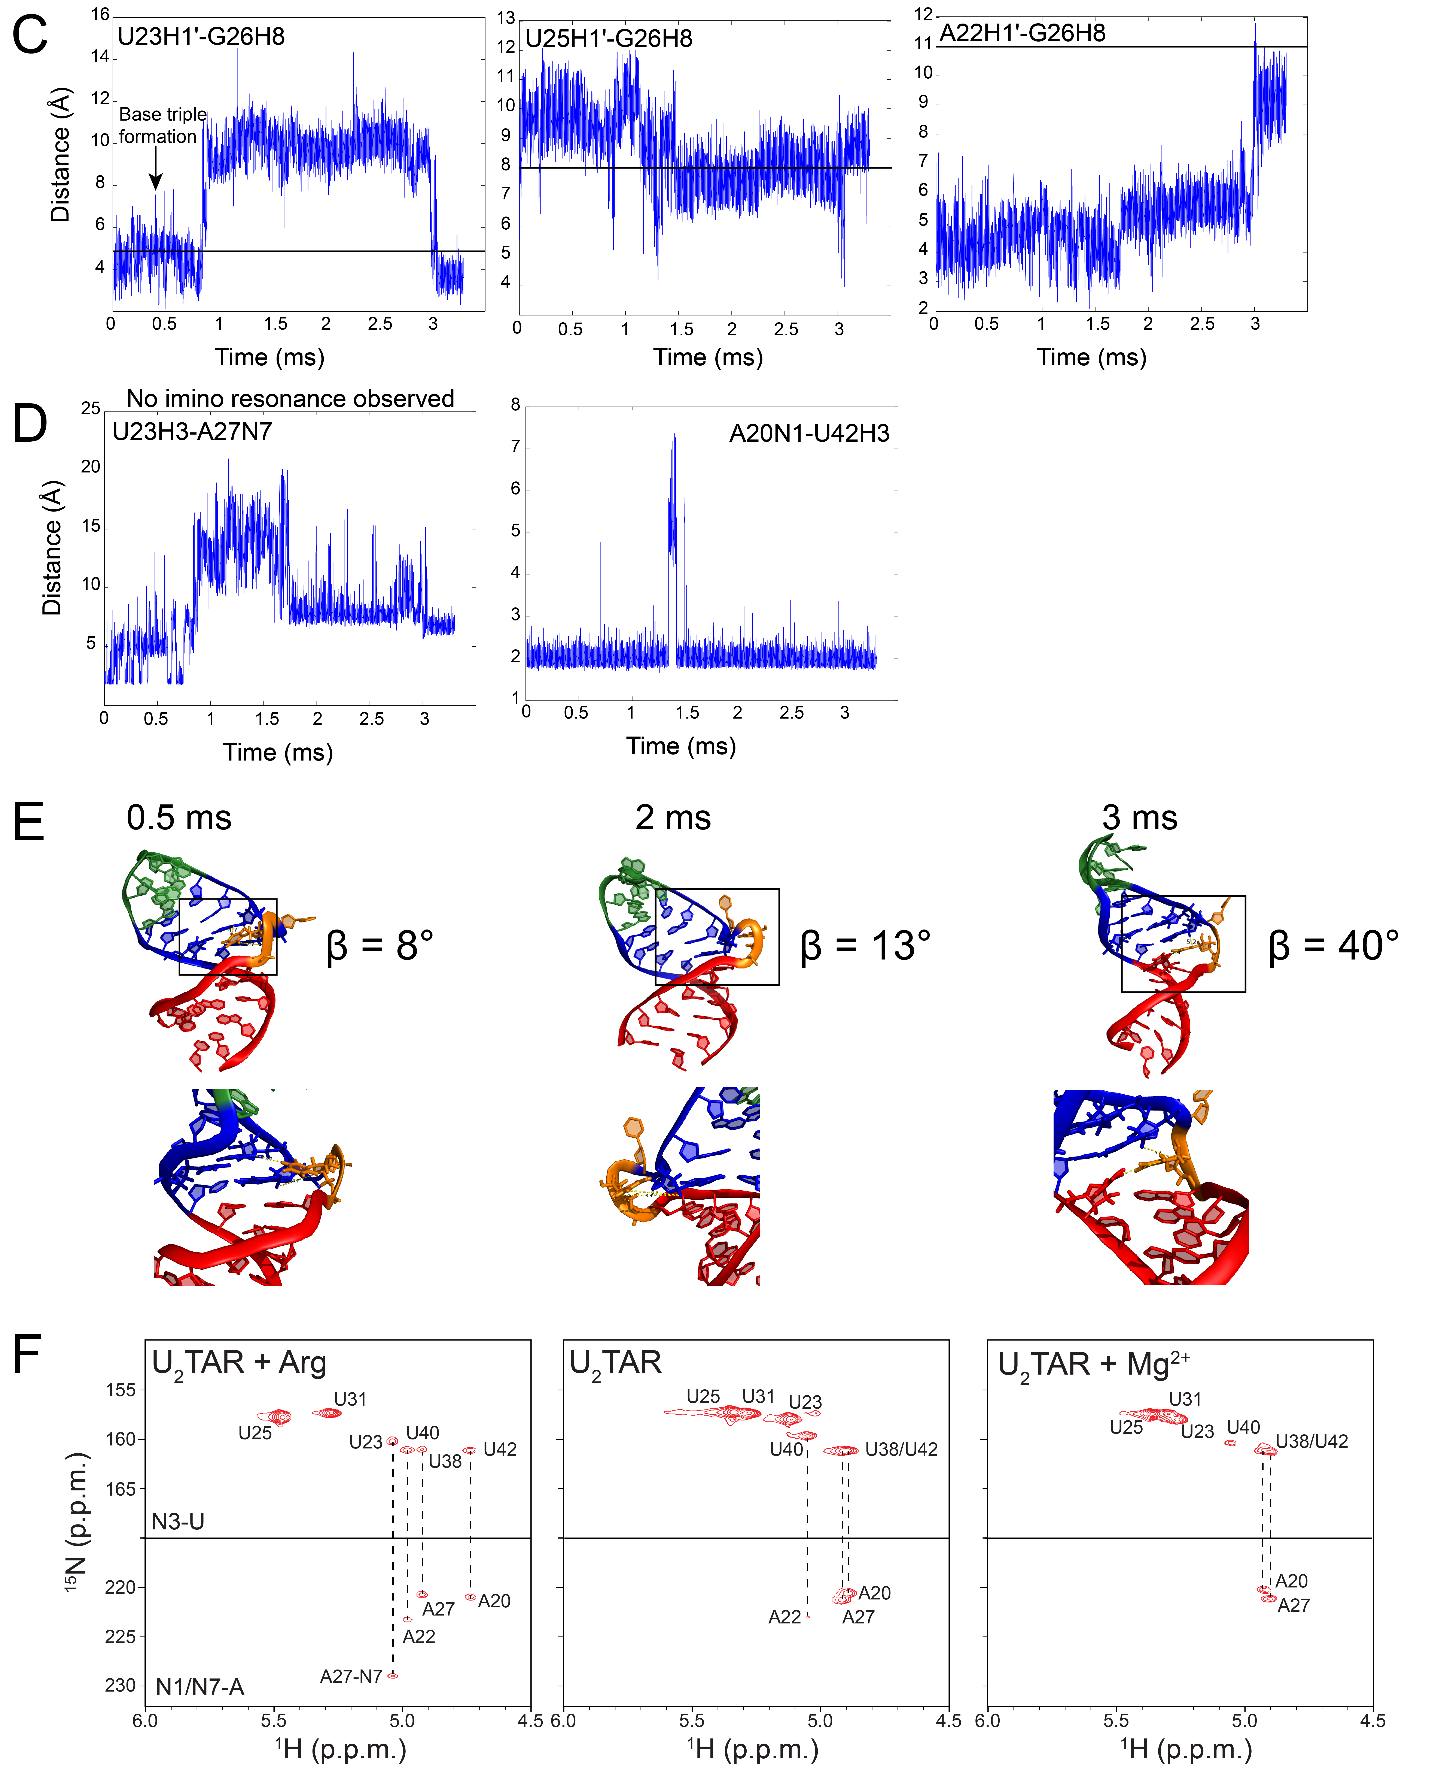 C
U23H1'-G26H8
U25H1'-G26H8
A22H1'-G26H8
Base triple
formation
Distance (Å)
16
14
12
10
8
6
4
0 0.5 1 1.5 2 2.5 3
Time (ms)
13
12
11
10
9
8
7
6
5
4
0 0.5 1 1.5 2 2.5 3
Time (ms)
12
11
10
9
8
7
6
5
4
3
2
0 0.5 1 1.5 2 2.5 3
Time (ms)
D
No imino resonance observed
U23H3-A27N7
A20N1-U42H3
Distance (Å)
25
20
15
10
5
0 0.5 1 1.5 2 2.5 3
Time (ms)
8
7
6
5
4
3
2
1
0 0.5 1 1.5 2 2.5 3
Time (ms)
E
0.5 ms
2 ms
3 ms
β = 8°
β = 13°
β = 40°
F
U2TAR + Arg
U2TAR
U2TAR + Mg2+
15N (p.p.m.)
155
160
165
220
225
230
U31
U25
U23
U40
U38
U42
N3-U
A27
A20
A22
A27-N7
N1/N7-A
6.0 5.5 5.0 4.5
1H (p.p.m.)
U25
U31
U23
U40
U38/U42
A20
A22
A27
6.0 5.5 5.0 4.5
1H (p.p.m.)
U31
U25
U23
U40
U38/U42
A20
A27
6.0 5.5 5.0 4.5
1H (p.p.m.)